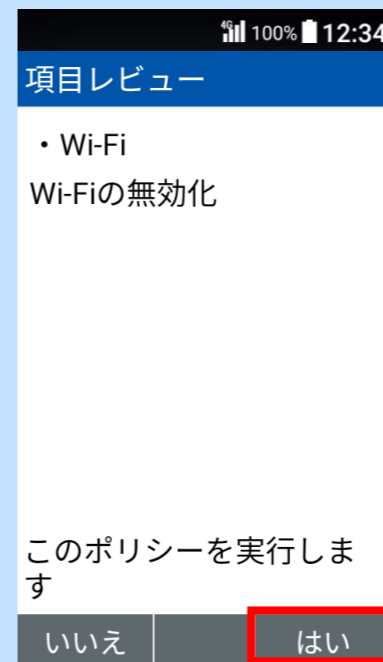 4G 100% 12:34
項目レビュー
・Wi-Fi
Wi-Fiの無効化
このポリシーを実行しま
す
いいえ はい